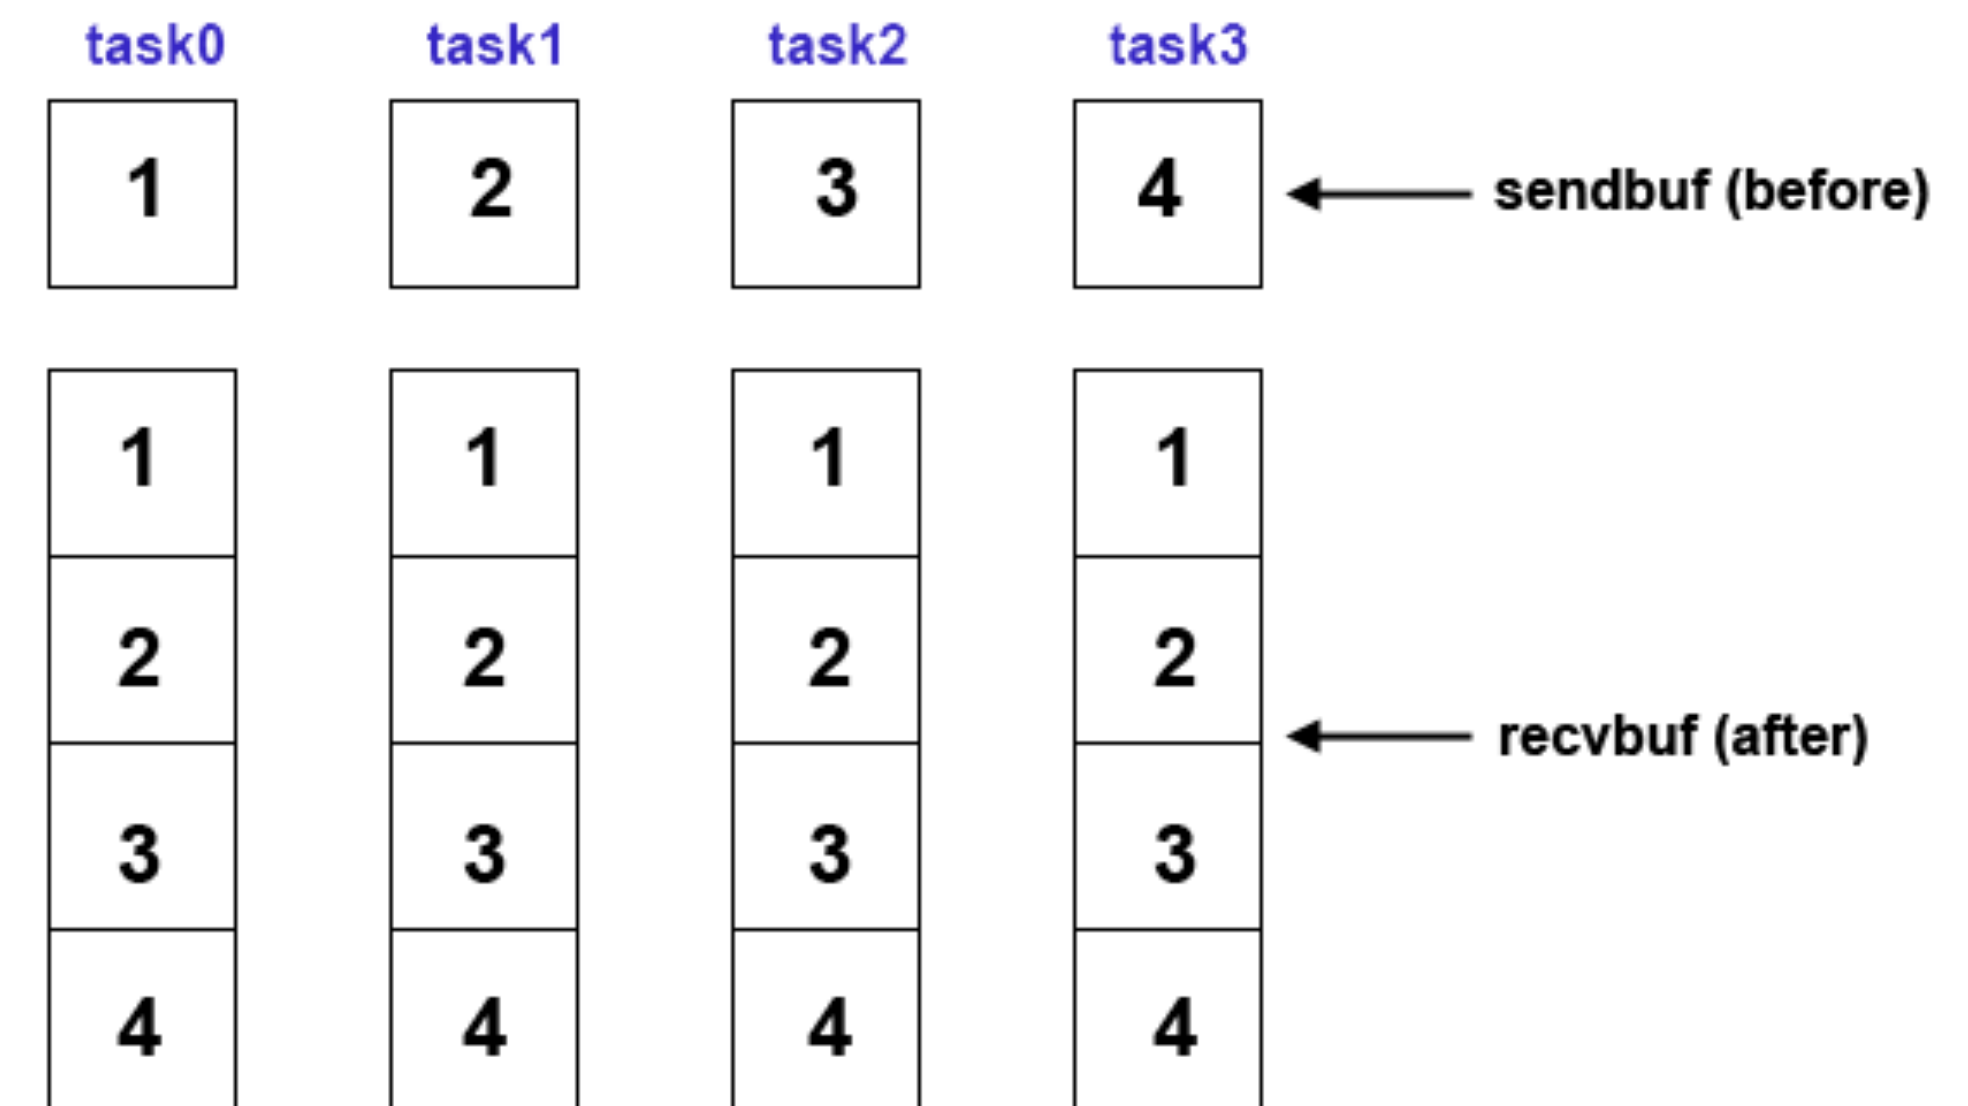 task0 task1 task2 task3
1 2 3 4 sendbuf (before)
1 1 1 1
2 2 2 2
recvbuf (after)
3 3 3 3
4 4 4 4